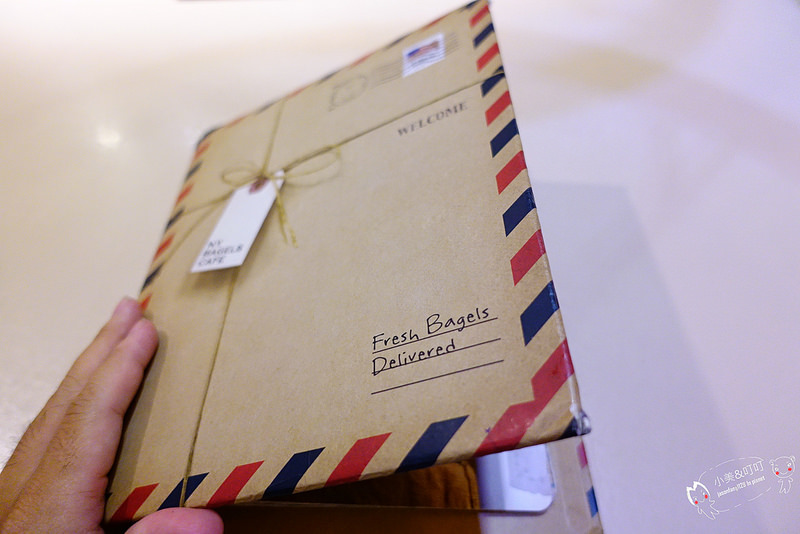 WELCOME
NY
BAGELS
CAFE
Fresh Bagels
Delivered
小美&叮叮